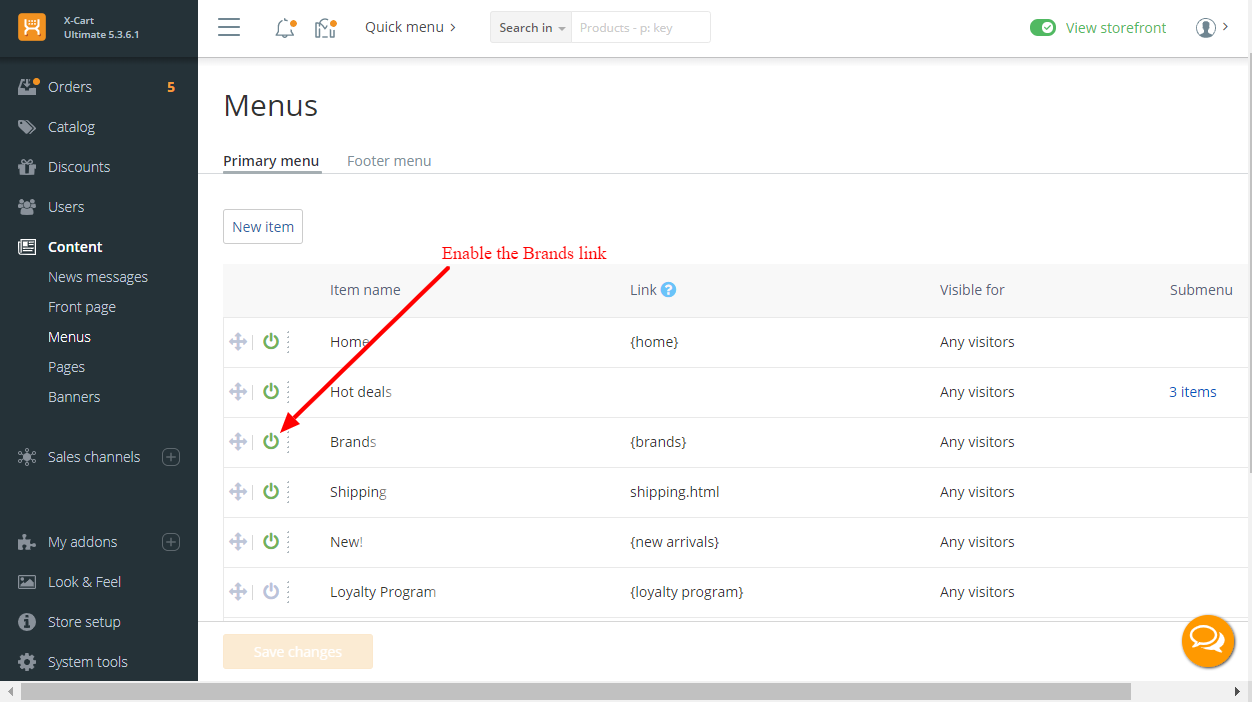 X-Cart
Ultimate 5.3.6.1
Quick menu
Search in
Products - p: key
View storefront
Orders 5
Catalog
Discounts
Users
Content
News messages
Front page
Menus
Pages
Banners
Sales channels
My addons
Look & Feel
Store setup
System tools
Menus
Primary menu Footer menu
New item
Enable the Brands link
Item name Link ? Visible for Submenu
Home {home} Any visitors
Hot deals Any visitors 3 items
Brands {brands} Any visitors
Shipping shipping.html Any visitors
New! {new arrivals} Any visitors
Loyalty Program {loyalty program} Any visitors
Save changes